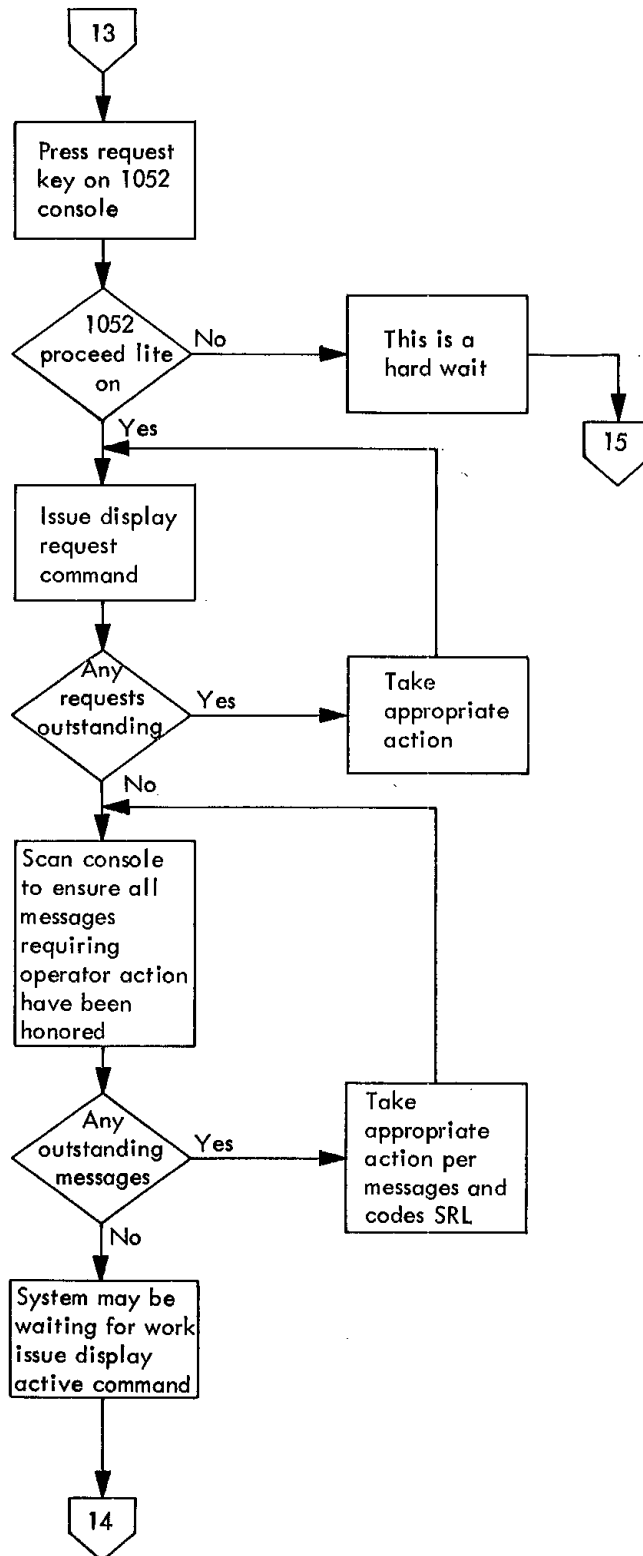 13
Press request
key on 1052
console
1052
proceed lite
on
No
This is a
hard wait
15
Yes
Issue display
request
command
Any
requests
outstanding
Yes
Take
appropriate
action
No
Scan console
to ensure all
messages
requiring
operator action
have been
honored
Any
outstanding
messages
Yes
Take
appropriate
action per
messages and
codes SRL
No
System may be
waiting for work
issue display
active command
14